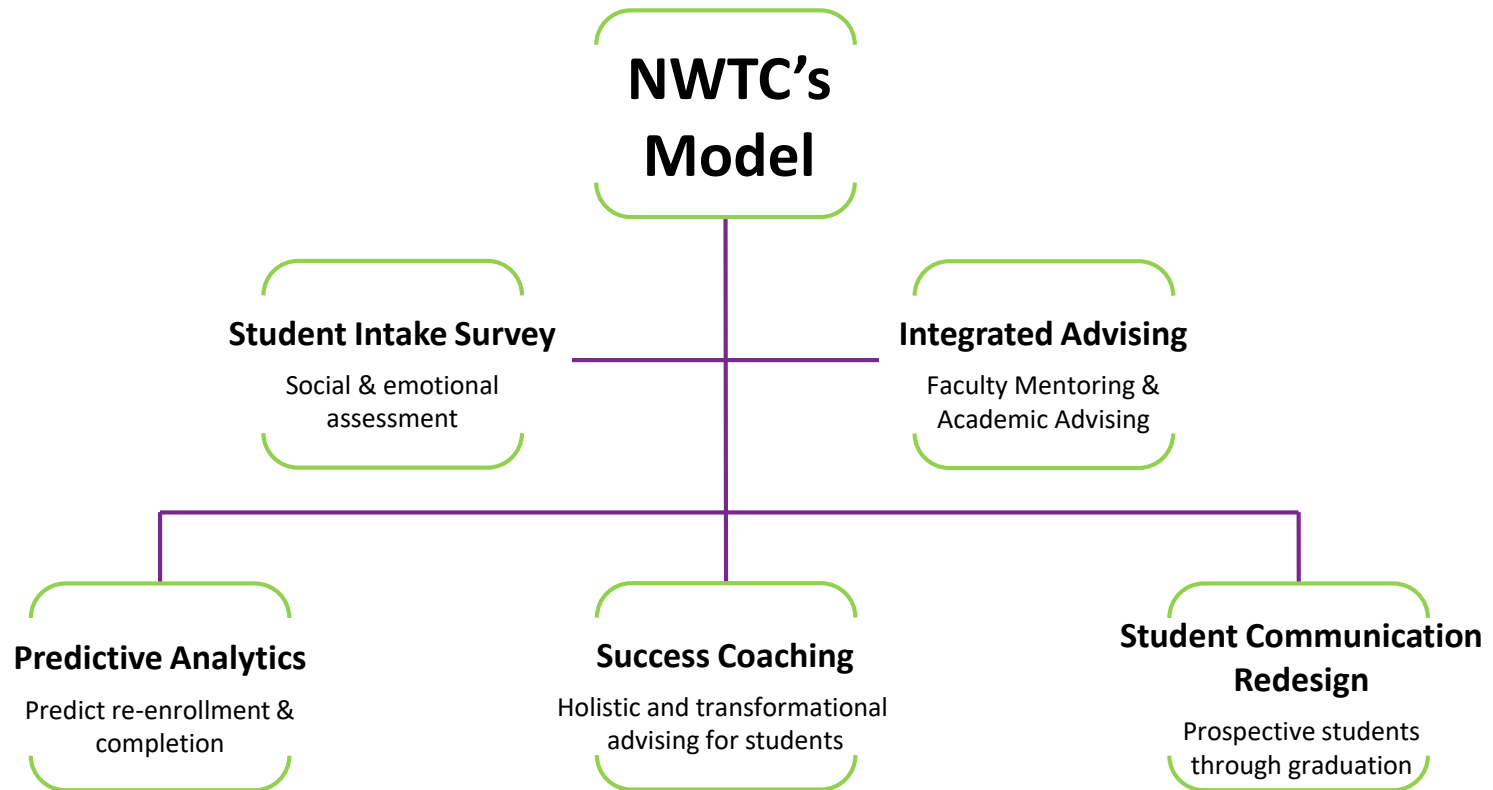 NWTC’s
Model
Student Intake Survey
Social & emotional
assessment
Integrated Advising
Faculty Mentoring &
Academic Advising
Predictive Analytics
Predict re-enrollment &
completion
Success Coaching
Holistic and transformational
advising for students
Student Communication
Redesign
Prospective students
through graduation